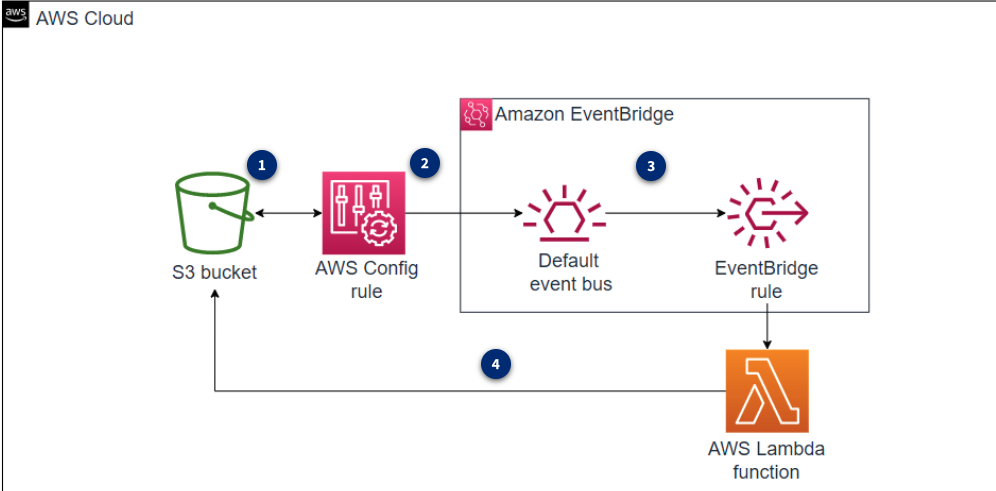 aws
AWS Cloud
Amazon EventBridge
1
2
3
S3 bucket
AWS Config
rule
Default
event bus
EventBridge
rule
4
AWS Lambda
function